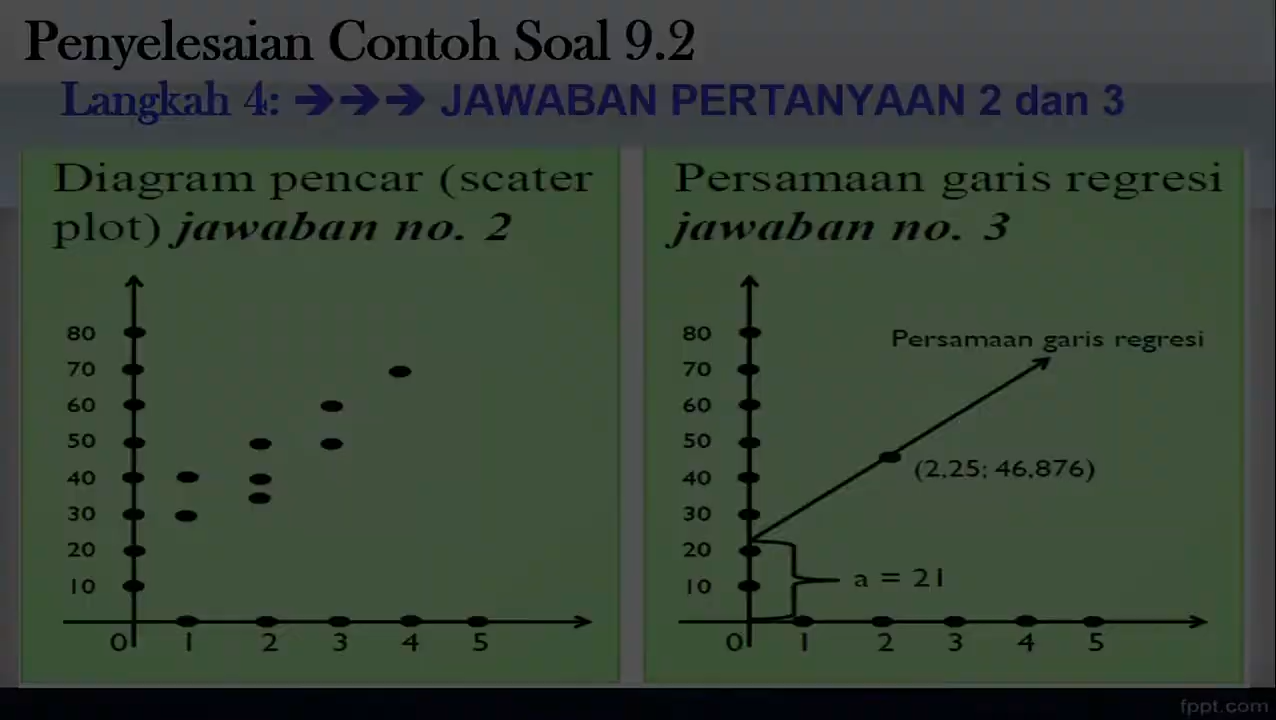 Penyelesaian Contoh Soal 9.2
Langkah 4: ➔➔➔ JAWABAN PERTANYAAN 2 dan 3
Diagram pencar (scater
plot) jawaban no. 2
80
70
60
50
40
30
20
10
0 1 2 3 4 5
Persamaan garis regresi
jawaban no. 3
80
Persamaan garis regresi
70
60
50
(2,25; 46,876)
40
30
20
a = 21
10
0 1 2 3 4 5
fppt.com